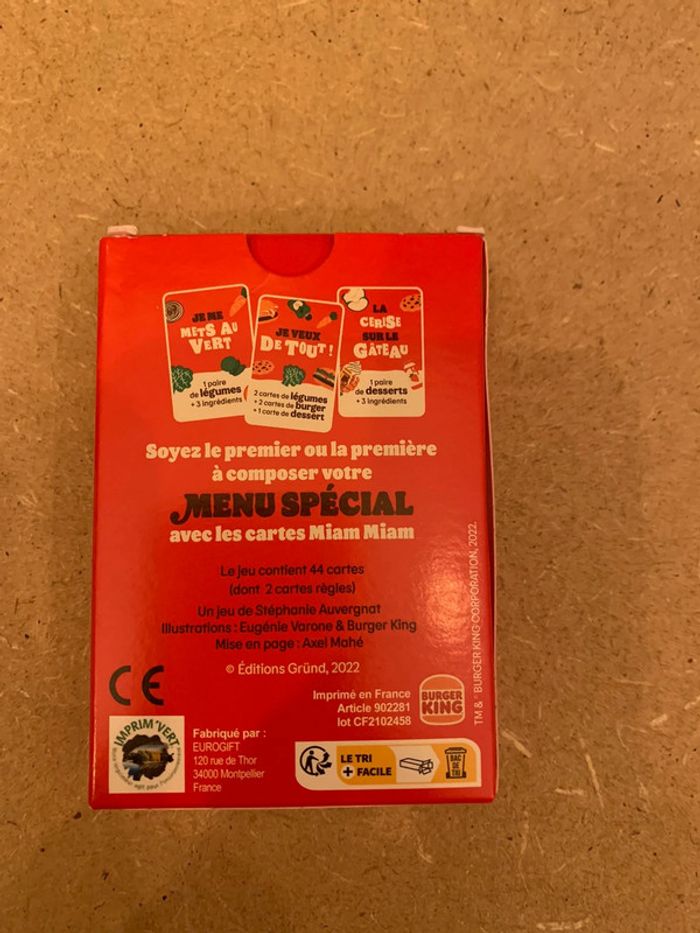 JE ME
METS AU
VERT
1 paire
de légumes
+ 3 ingrédients
JE VEUX
DE TOUT !
2 cartes de légumes
+ 2 cartes de burger
+ 1 carte de dessert
LA
CERISE
SUR LE
GÂTEAU
1 paire
de desserts
+ 3 ingrédients
Soyez le premier ou la première
à composer votre
MENU SPÉCIAL
avec les cartes Miam Miam
Le jeu contient 44 cartes
(dont 2 cartes règles)
Un jeu de Stéphanie Auvergnat
Illustrations : Eugénie Varone & Burger King
Mise en page : Axel Mahé
© Éditions Gründ, 2022
CE
Imprimé en France
Article 902281
lot CF2102458
BURGER
KING
TM & © BURGER KING CORPORATION, 2022.
IMPRIM'VERT
Fabriqué par :
EUROGIFT
120 rue de Thor
34000 Montpellier
France
LE TRI
+ FACILE
BAC
DE
TRI